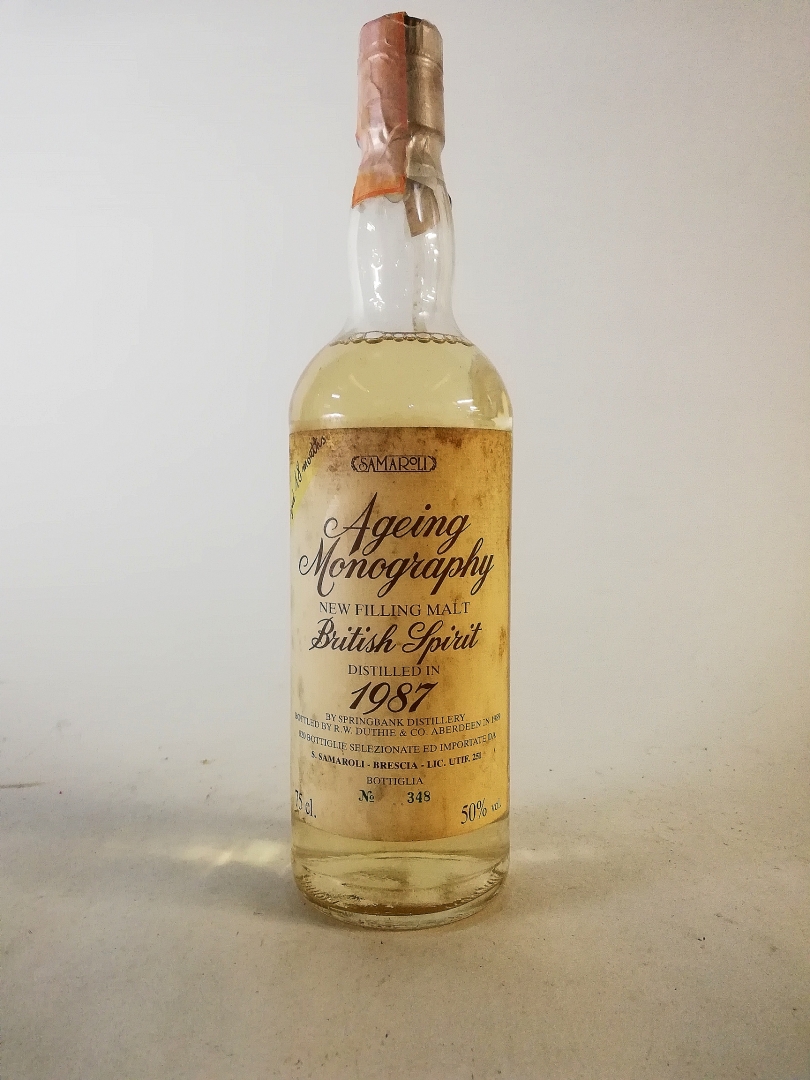 18 months
SAMAROLI
Ageing
Monography
NEW FILLING MALT
British Spirit
DISTILLED IN
1987
BY SPRINGBANK DISTILLERY
BOTTLED BY R.W. DUTHIE & CO. ABERDEEN IN 1989
BOTTIGLIE SELEZIONATE ED IMPORTATE DA
S. SAMAROLI - BRESCIA - LIC. UTIF. 251
BOTTIGLIA
№ 348
75 cl.
50% vol.